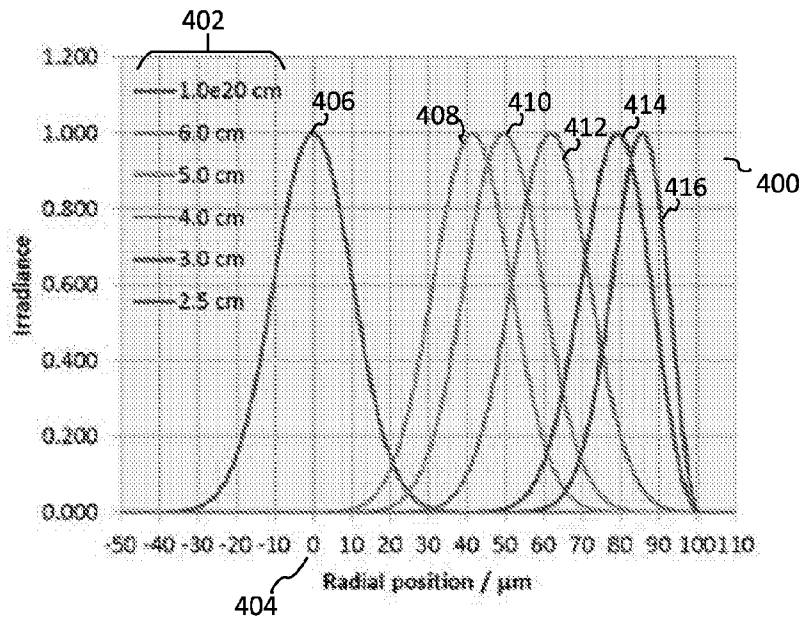 402
1.200
1.0e20 cm
406
6.0 cm
408
410
1.000
5.0 cm
412
414
400
4.0 cm
0.800
416
3.0 cm
0.600
2.5 cm
Irradiance
0.400
0.200
0.000
-50 -40 -30 -20 -10 0 10 20 30 40 50 60 70 80 90 100 110
404
Radial position / μm